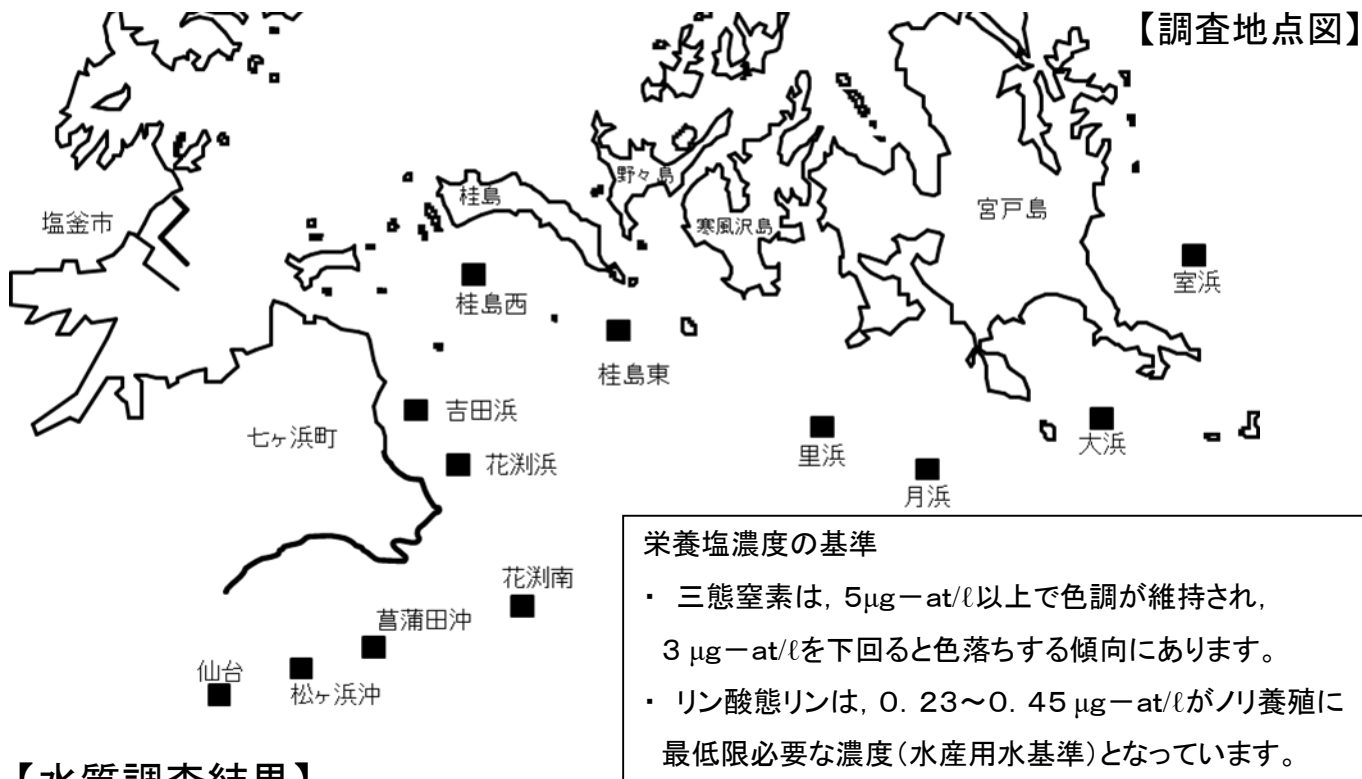 【調査地点図】
野々島
桂島
寒風沢島
宮戸島
塩釜市
室浜
桂島西
桂島東
吉田浜
七ヶ浜町
花渕浜
里浜
大浜
月浜
花渕南
菖蒲田沖
仙台
松ヶ浜沖
栄養塩濃度の基準
・ 三態窒素は，5μg－at/ℓ以上で色調が維持され，
3 μg－at/ℓを下回ると色落ちする傾向にあります。
・ リン酸態リンは，0．23～0．45 μg－at/ℓがノリ養殖に
最低限必要な濃度（水産用水基準）となっています。
【水質調査結果】